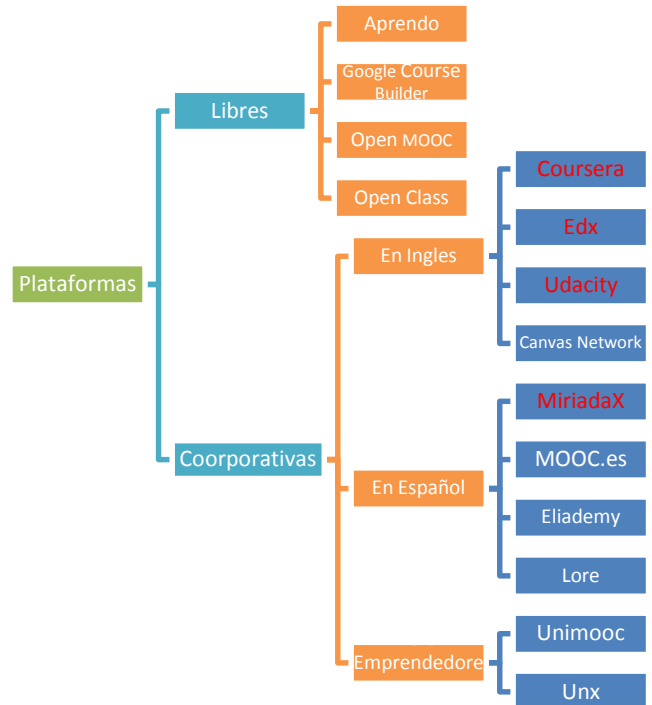 Plataformas
Libres
Aprendo
Google Course
Builder
Open MOOC
Open Class
Coorporativas
En Ingles
Coursera
Edx
Udacity
Canvas Network
En Español
MiriadaX
MOOC.es
Eliademy
Lore
Emprendedore
Unimooc
Unx